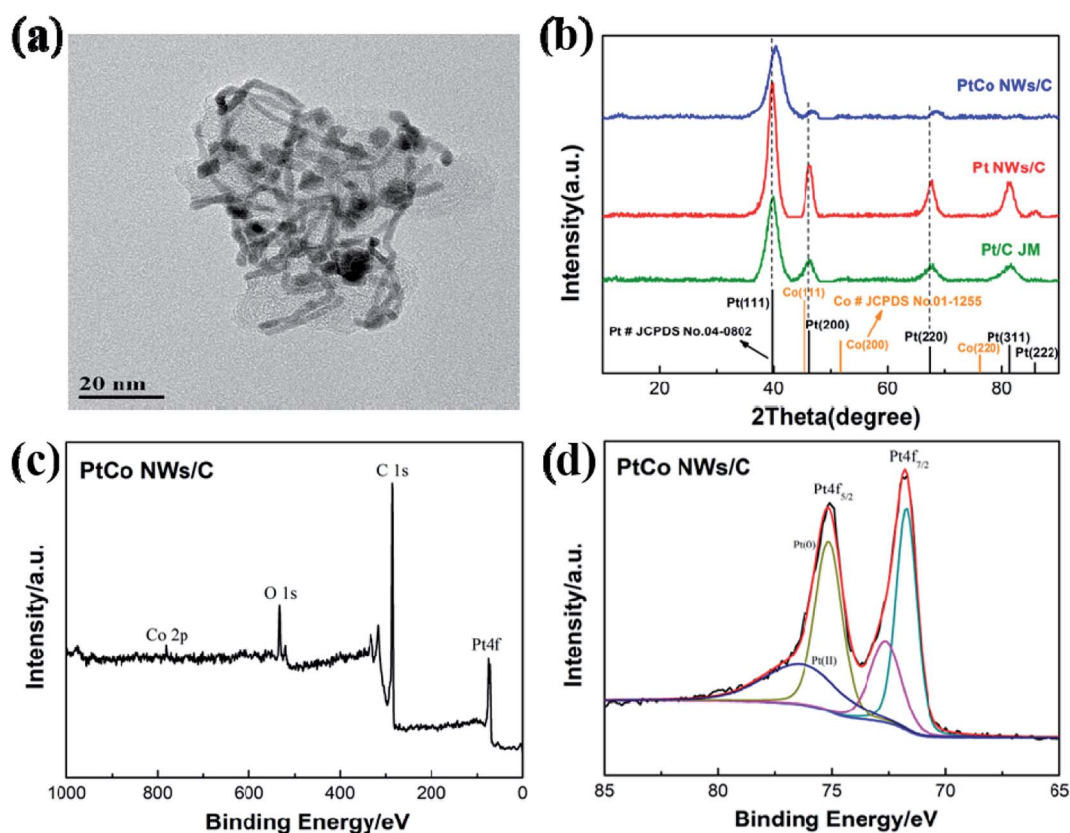 (a)
20 nm
(b)
PtCo NWs/C
Pt NWs/C
Pt/C JM
Co(111)
Pt(111)
Co # JCPDS No.01-1255
Pt(200)
Pt # JCPDS No.04-0802
Co(200)
Pt(220)
Pt(311)
Co(220)
Pt(222)
Intensity(a.u.)
10 20 30 40 50 60 70 80
2Theta(degree)
(c)
PtCo NWs/C
C 1s
O 1s
Co 2p
Pt4f
Intensity/a.u.
1000 800 600 400 200 0
Binding Energy/eV
(d)
PtCo NWs/C
Pt4f7/2
Pt4f5/2
Pt(0)
Pt(II)
Intensity/a.u.
85 80 75 70 65
Binding Energy/eV